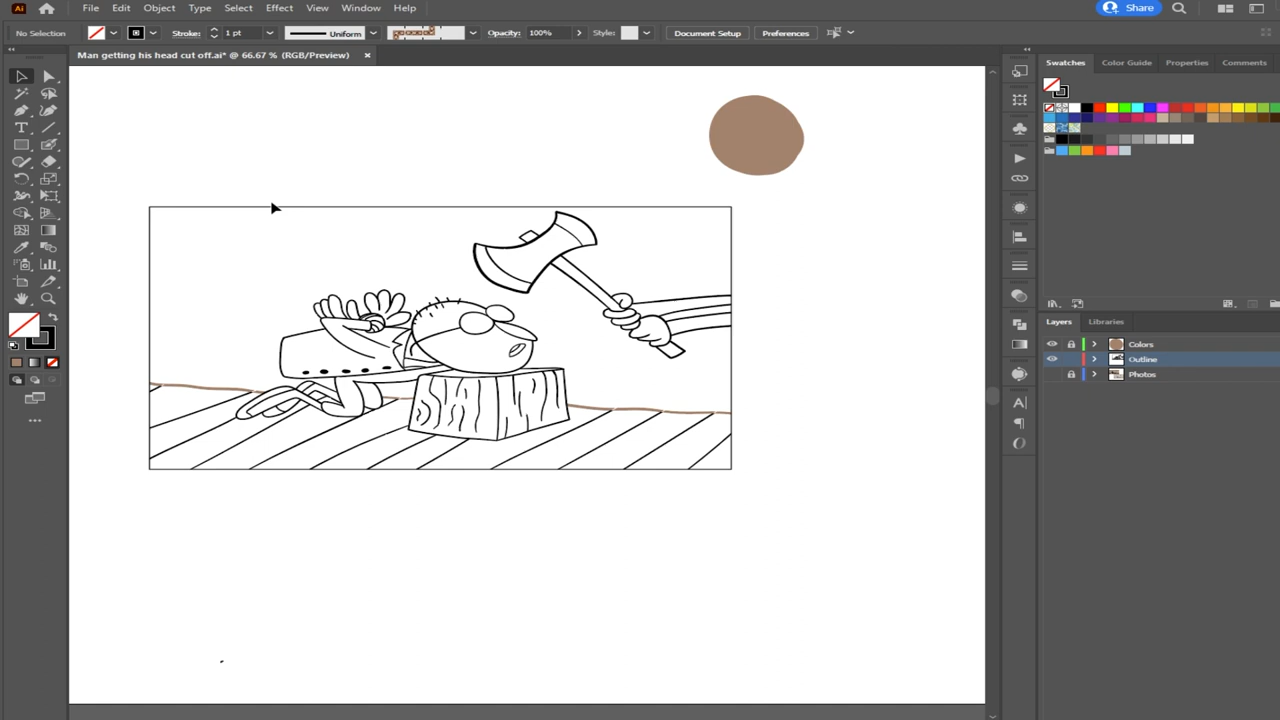 Ai File Edit Object Type Select Effect View Window Help Share
No Selection Stroke: 1 pt Uniform Opacity: 100% Style: Document Setup Preferences
Man getting his head cut off.ai* @ 66.67 % (RGB/Preview) ×
Swatches Color Guide Properties Comments
Layers Libraries
Colors
Outline
Photos